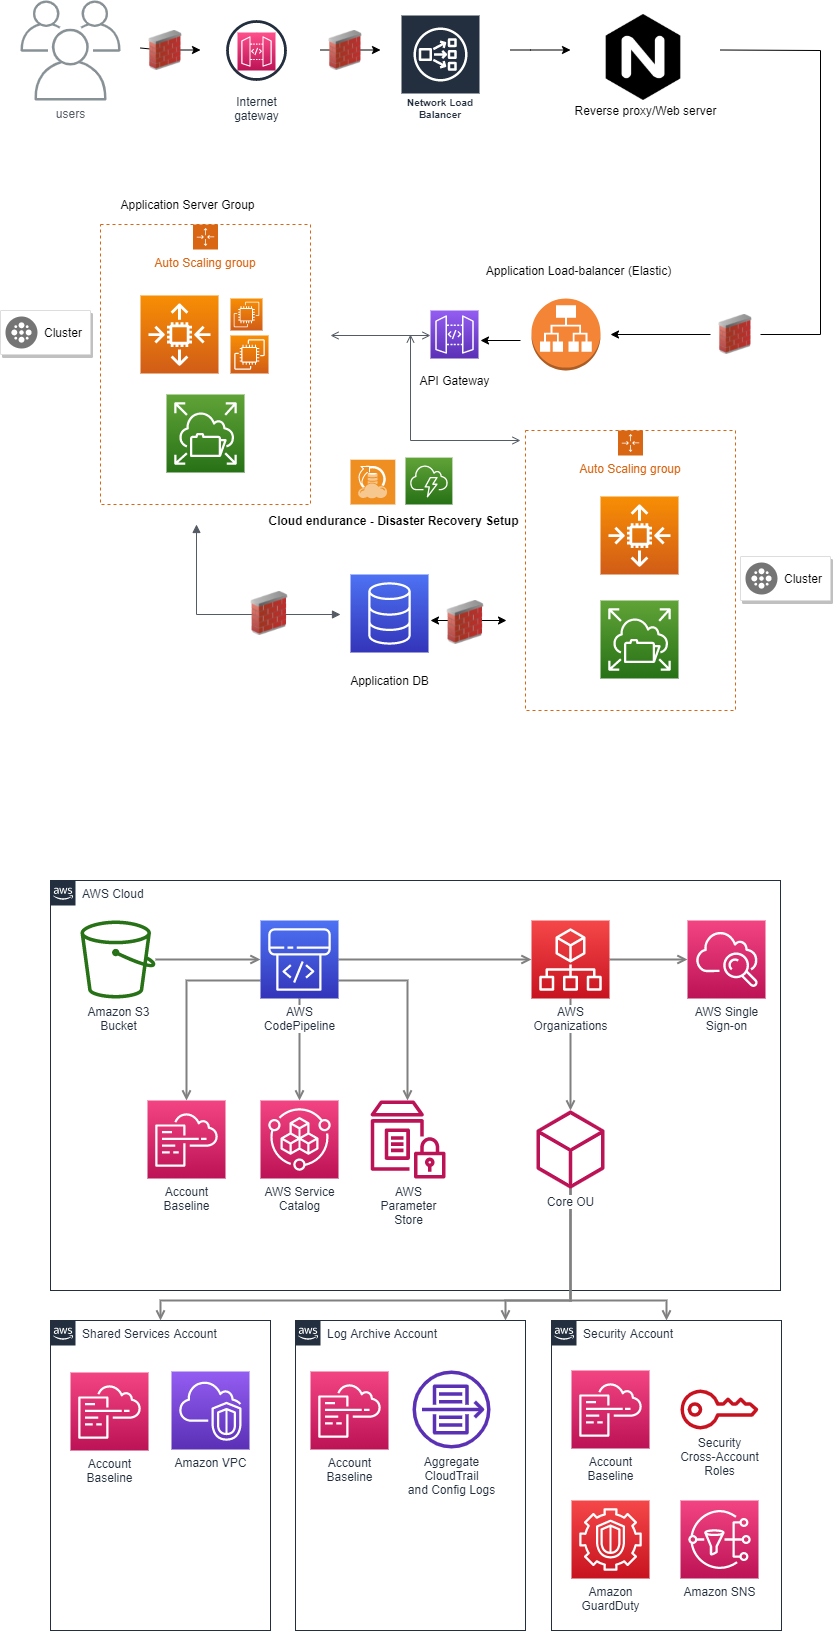 users
Internet
gateway
Network Load
Balancer
Reverse proxy/Web server
Application Server Group
Auto Scaling group
Cluster
Application Load-balancer (Elastic)
API Gateway
Auto Scaling group
Cloud endurance - Disaster Recovery Setup
Cluster
Application DB
aws
AWS Cloud
Amazon S3
Bucket
AWS
CodePipeline
AWS
Organizations
AWS Single
Sign-on
Account
Baseline
AWS Service
Catalog
AWS
Parameter
Store
Core OU
aws
Shared Services Account
Account
Baseline
Amazon VPC
aws
Log Archive Account
Account
Baseline
Aggregate
CloudTrail
and Config Logs
aws
Security Account
Account
Baseline
Security
Cross-Account
Roles
Amazon
GuardDuty
Amazon SNS